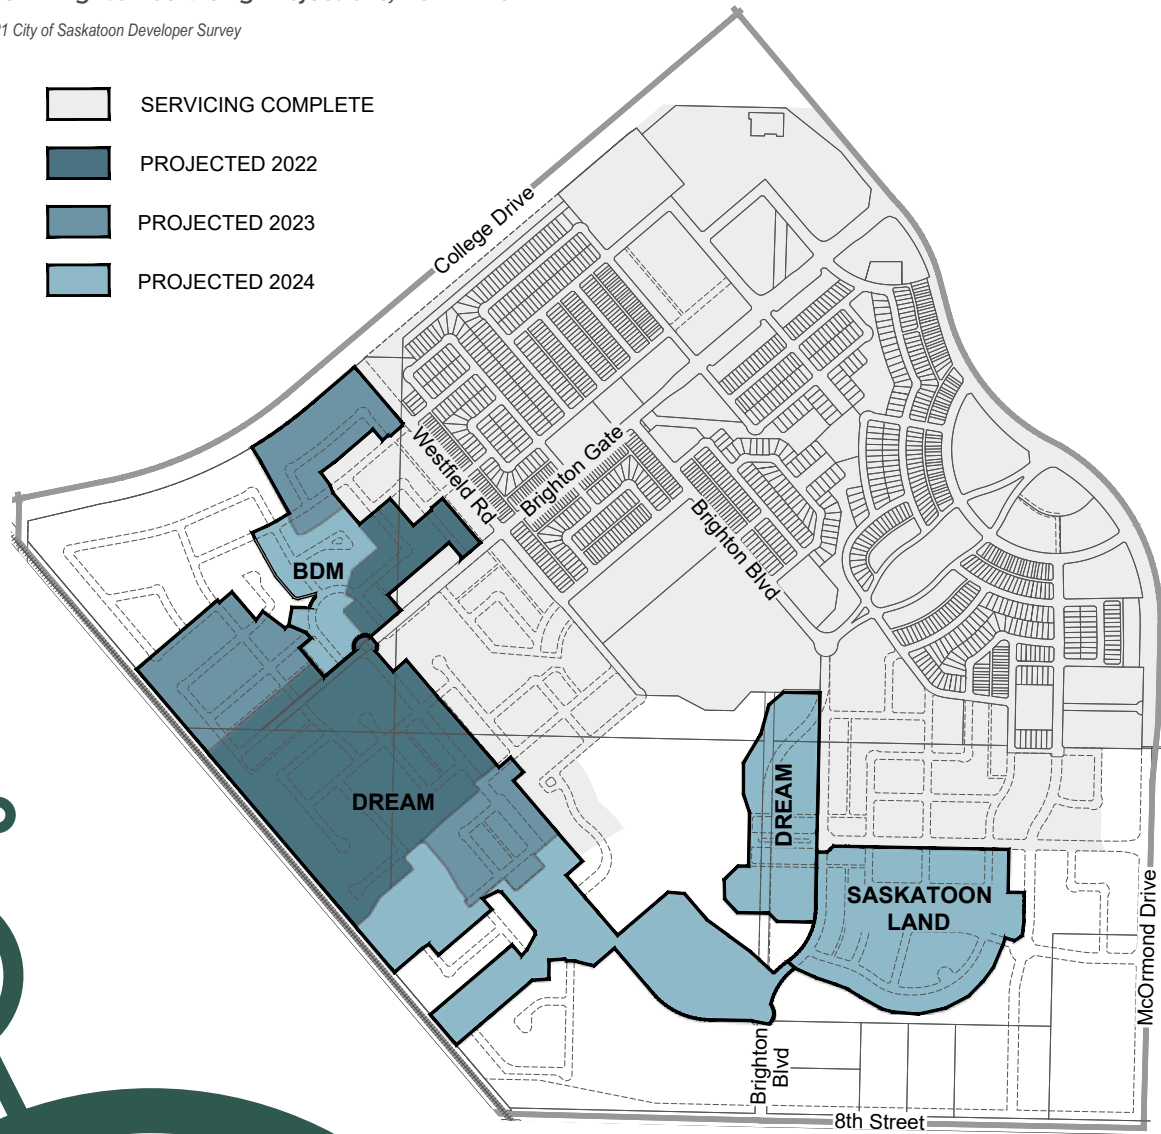 21 City of Saskatoon Developer Survey
SERVICING COMPLETE
PROJECTED 2022
PROJECTED 2023
PROJECTED 2024
College Drive
Westfield Rd
Brighton Gate
Brighton Blvd
BDM
DREAM
DREAM
SASKATOON
LAND
McOrmond Drive
Brighton
Blvd
8th Street